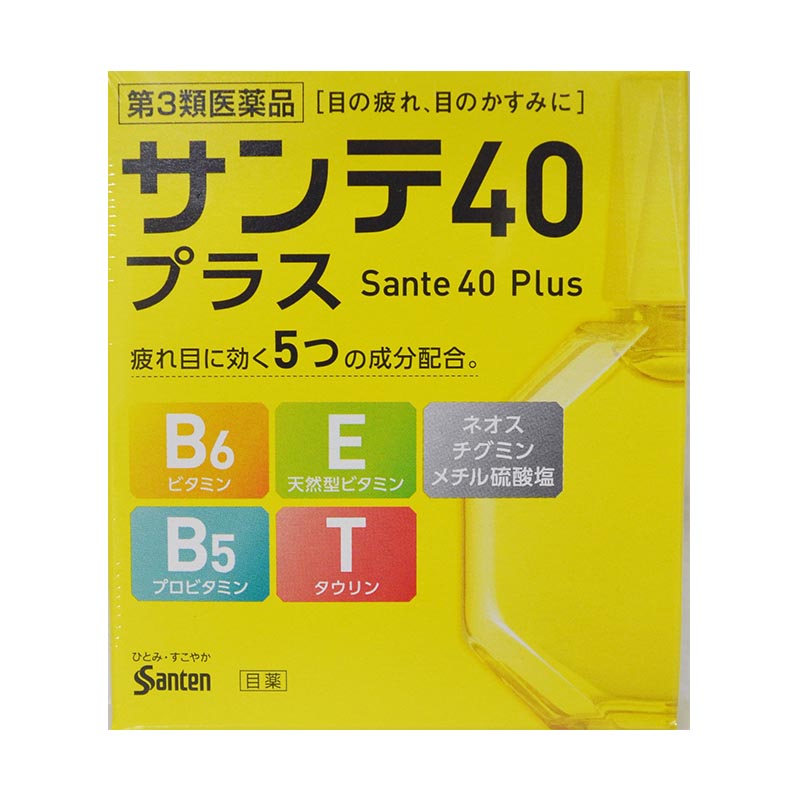 第3類医薬品 [目の疲れ、目のかすみに]
サンテ40
プラス Sante 40 Plus
疲れ目に効く5つの成分配合。
B6
ビタミン
E
天然型ビタミン
ネオス
チグミン
メチル硫酸塩
B5
プロビタミン
T
タウリン
ひとみ・すこやか
Santen 目薬